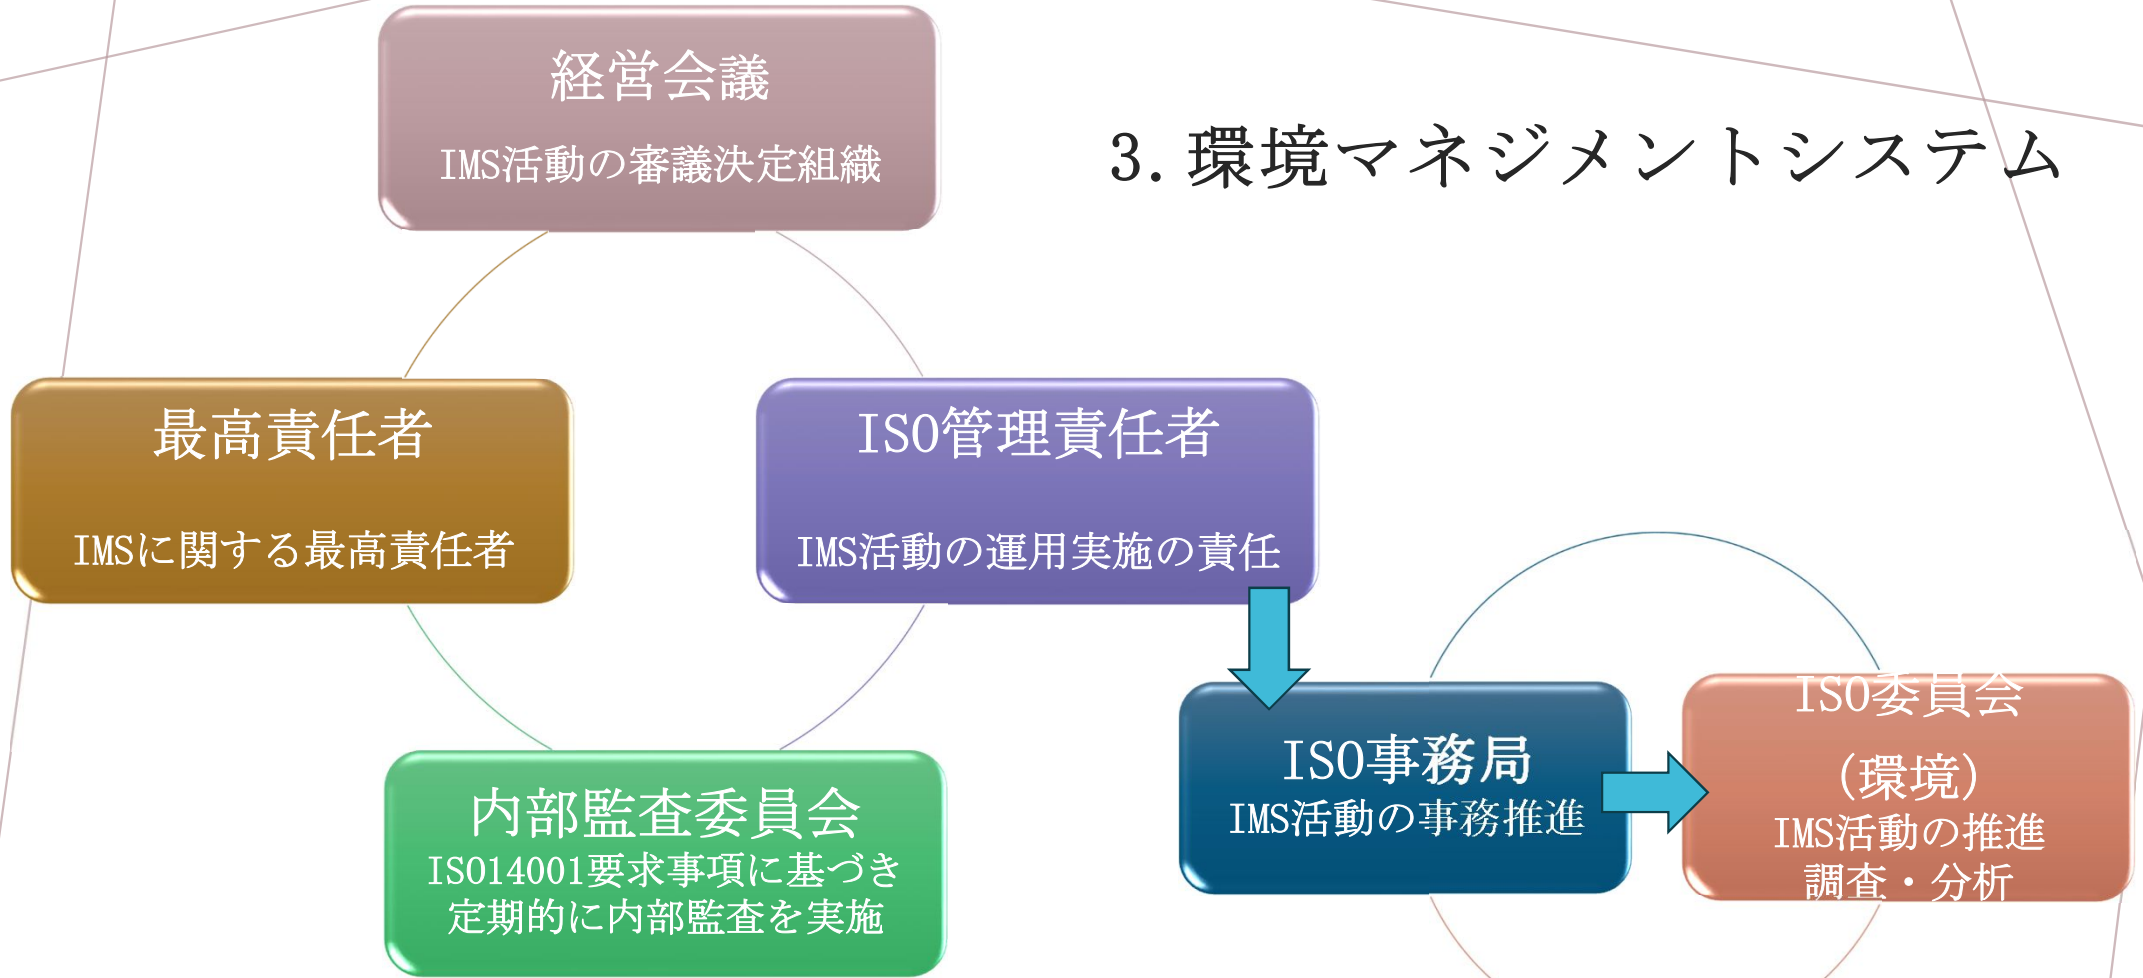 経営会議
IMS活動の審議決定組織
3.環境マネジメントシステム
最高責任者
IMSに関する最高責任者
ISO管理責任者
IMS活動の運用実施の責任
内部監査委員会
ISO14001要求事項に基づき
定期的に内部監査を実施
ISO事務局
IMS活動の事務推進
ISO委員会
(環境)
IMS活動の推進
調査・分析